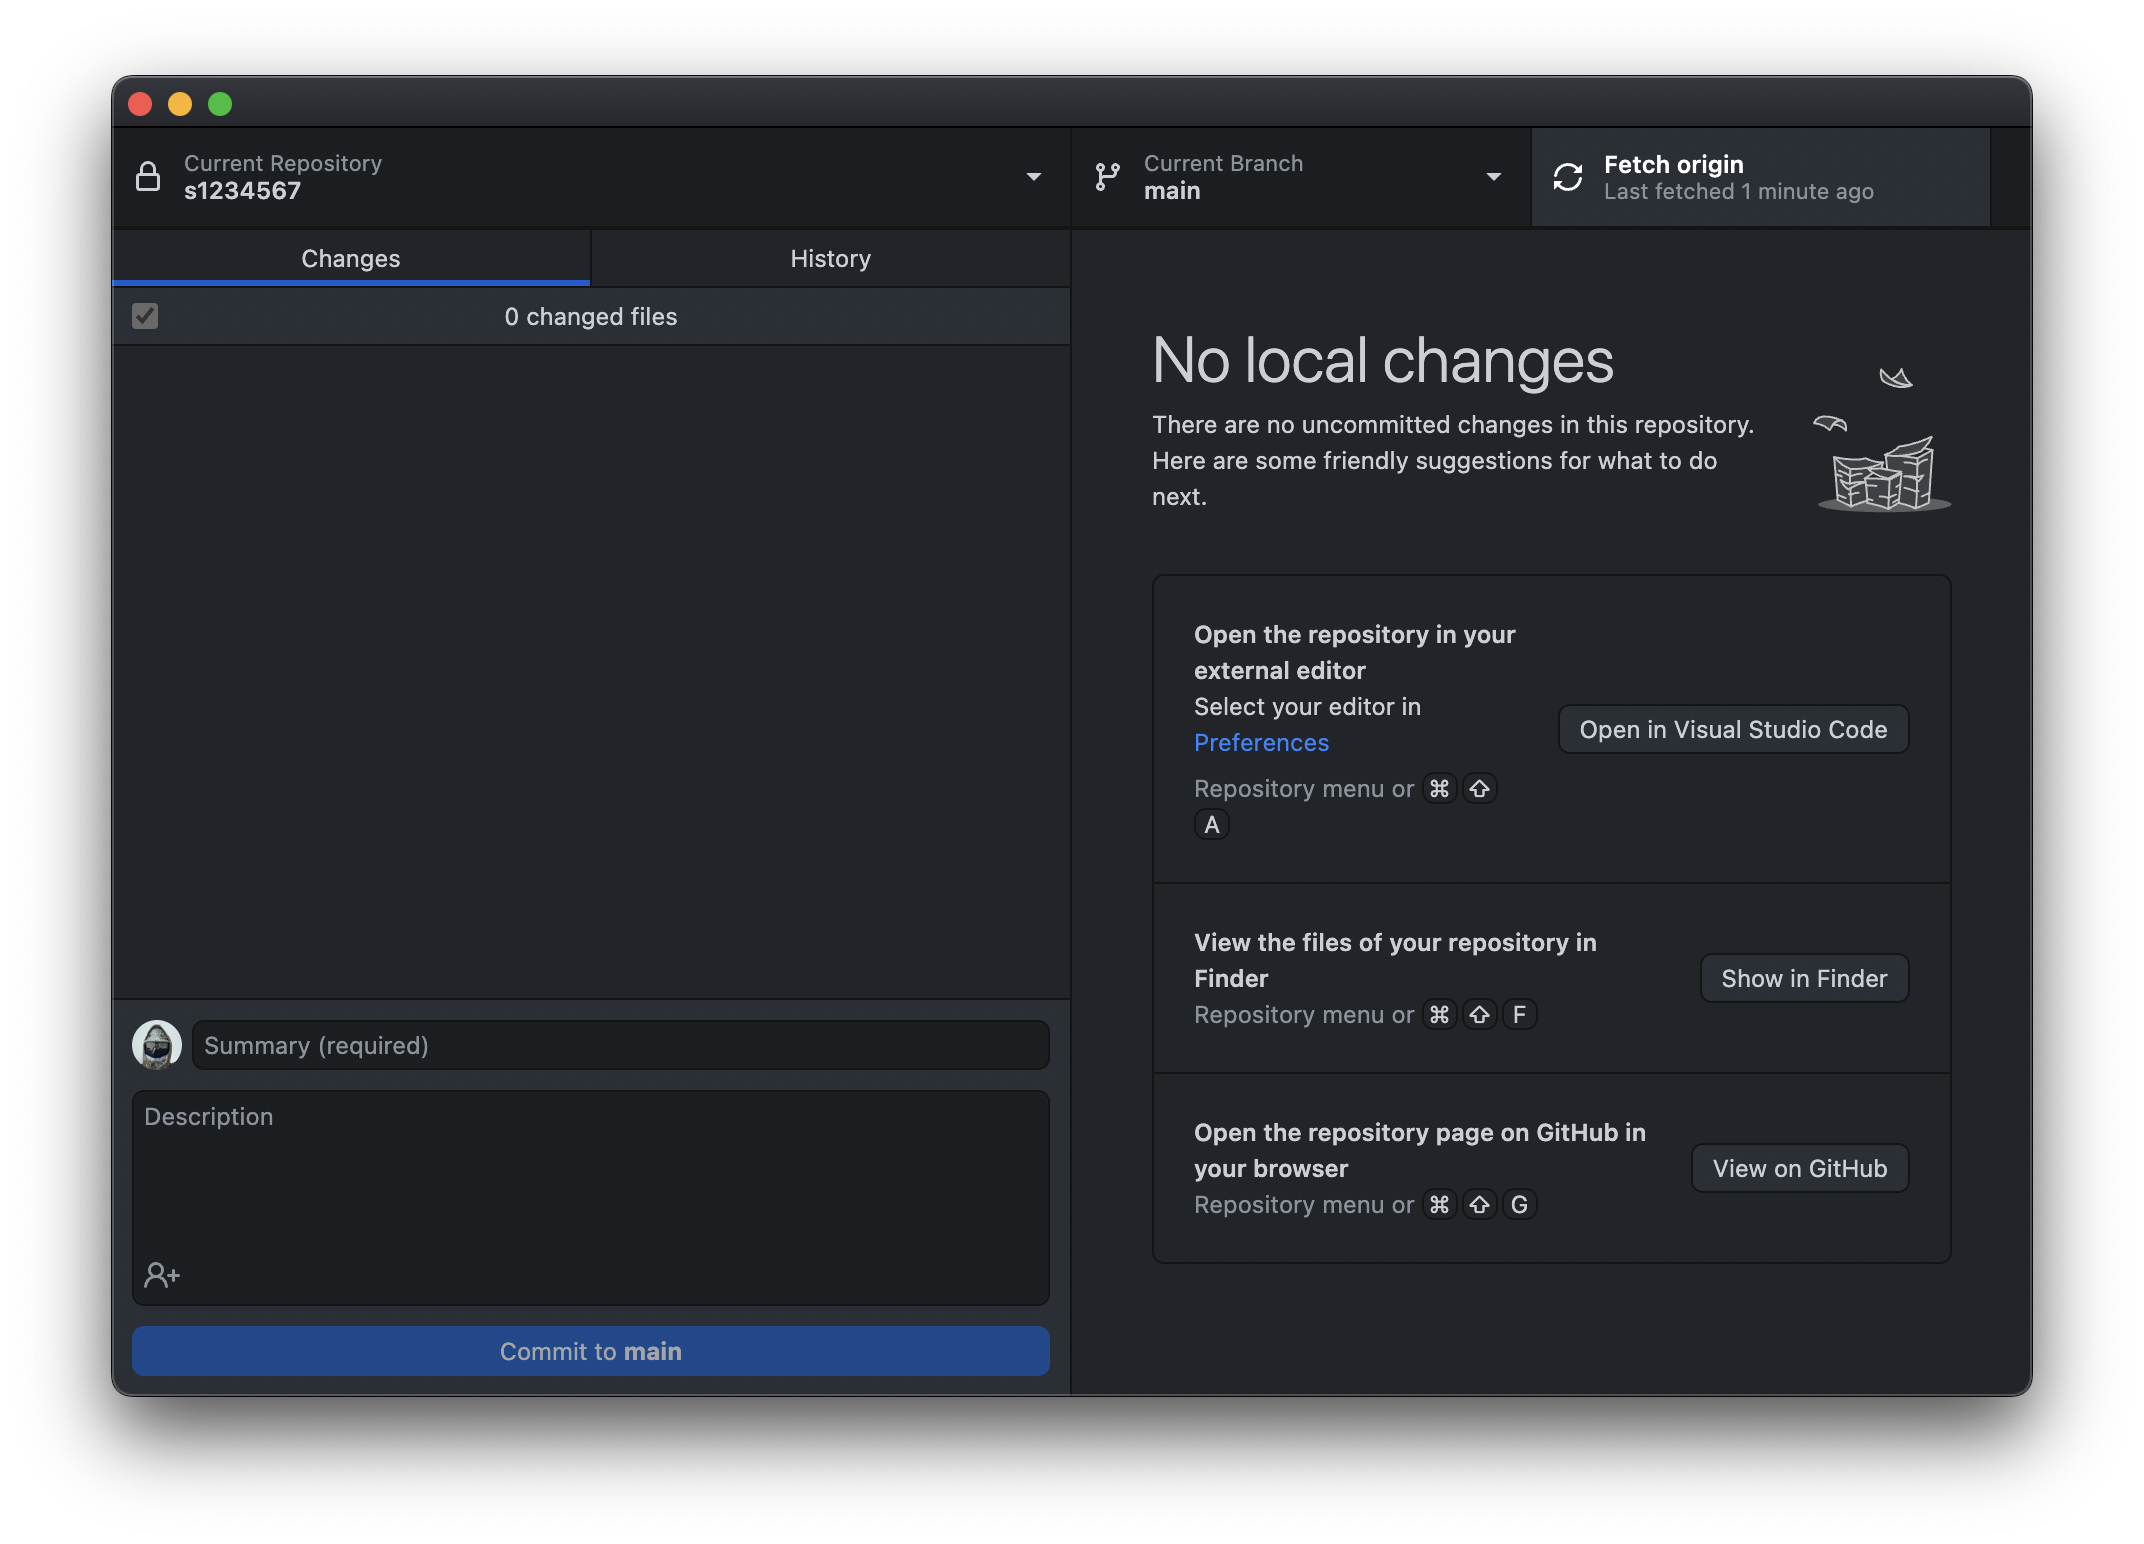 Current Repository
s1234567
Current Branch
main
Fetch origin
Last fetched 1 minute ago
Changes
History
0 changed files
No local changes
There are no uncommitted changes in this repository.
Here are some friendly suggestions for what to do
next.
Open the repository in your
external editor
Select your editor in
Preferences
Repository menu or ⌘ ⇧
A
Open in Visual Studio Code
View the files of your repository in
Finder
Repository menu or ⌘ ⇧ F
Show in Finder
Open the repository page on GitHub in
your browser
Repository menu or ⌘ ⇧ G
View on GitHub
Summary (required)
Description
Commit to main